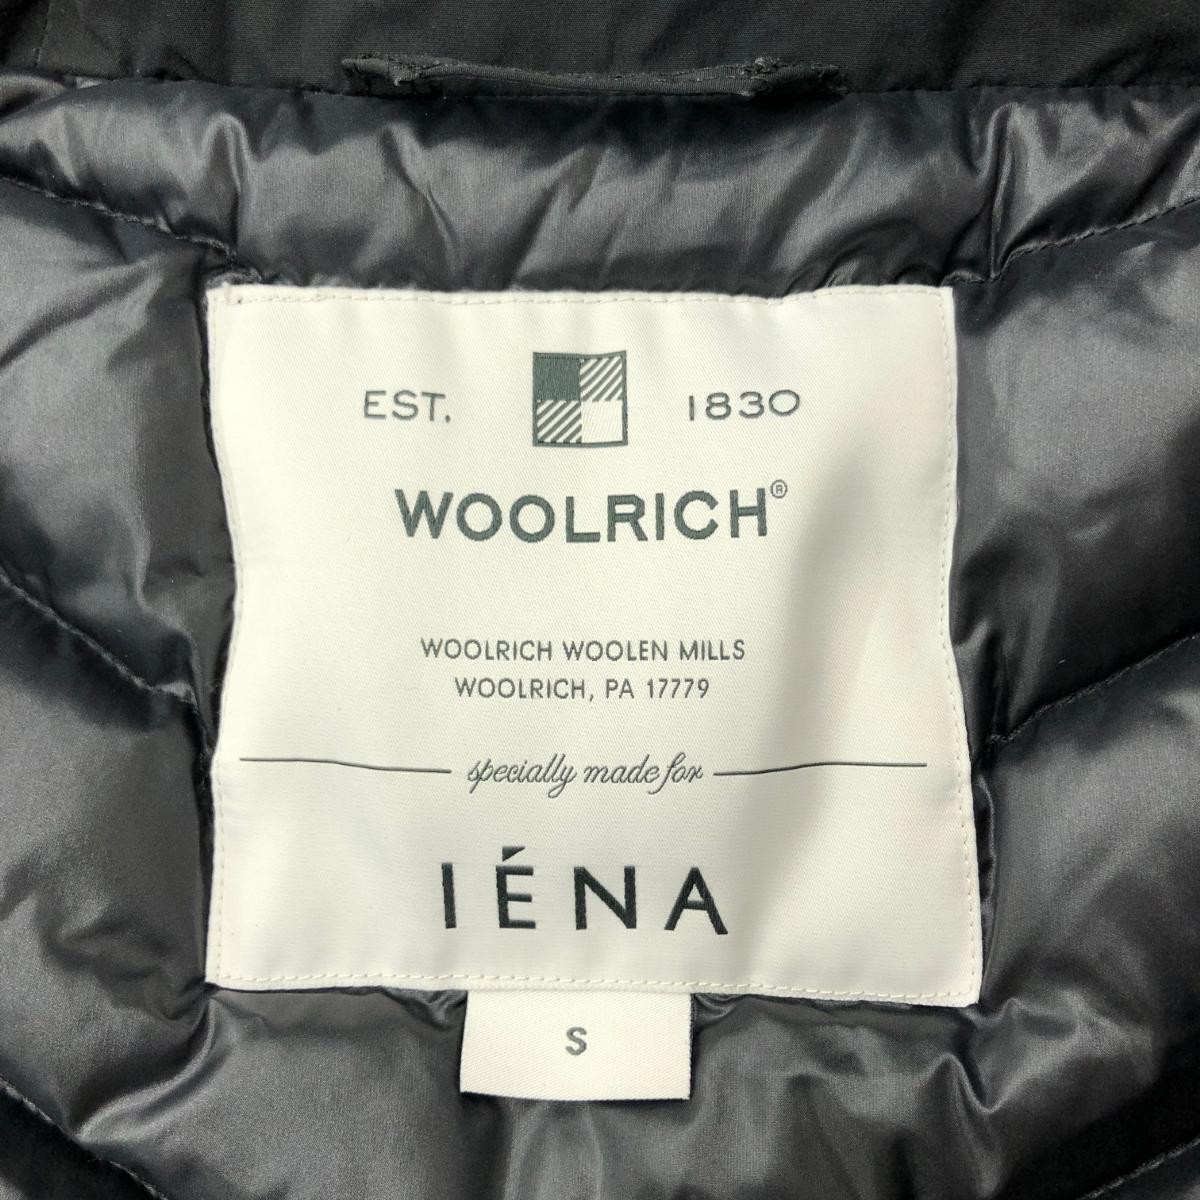 EST. 1830
WOOLRICH®
WOOLRICH WOOLEN MILLS
WOOLRICH, PA 17779
specially made for
IÉNA
S